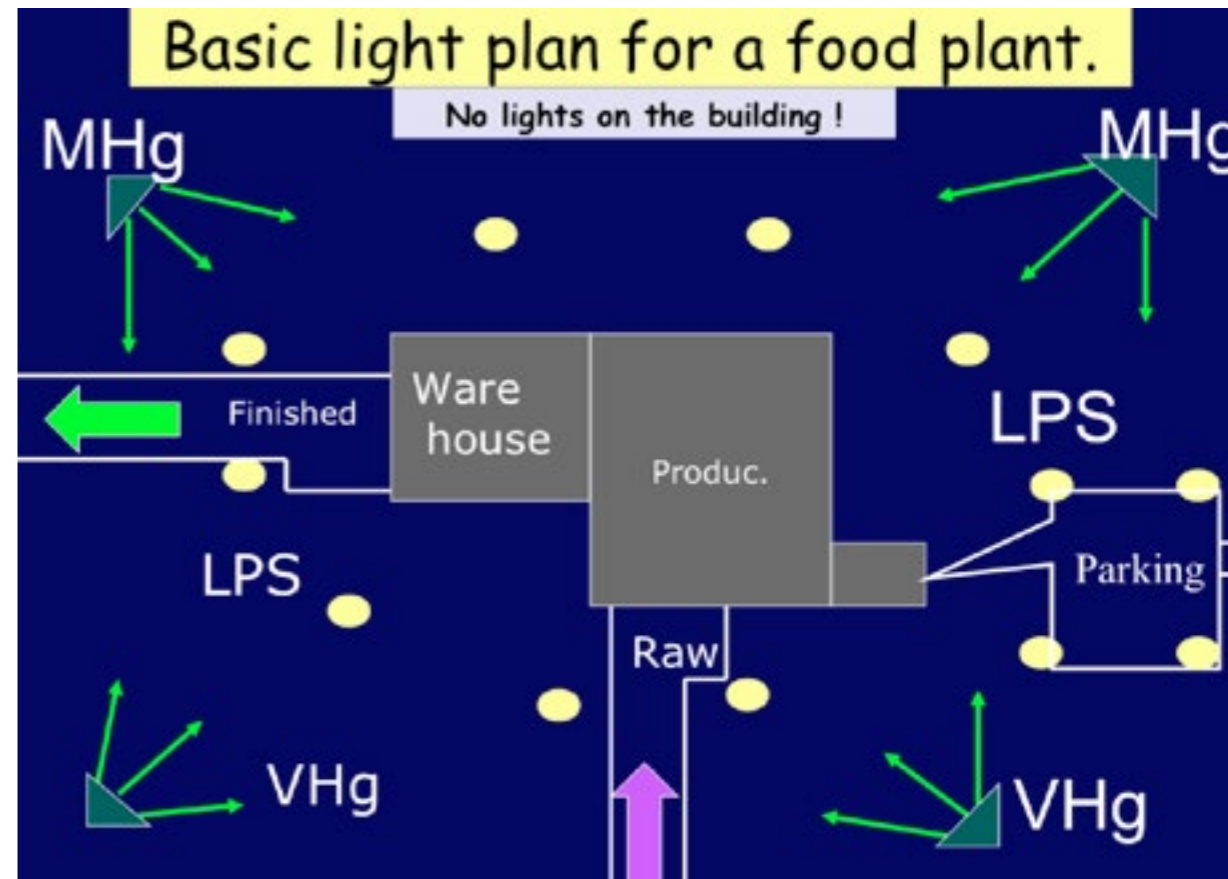 Basic light plan for a food plant.
No lights on the building !
MHg
MHg
Ware
house
Finished
Produc.
LPS
LPS
Parking
Raw
VHg
VHg